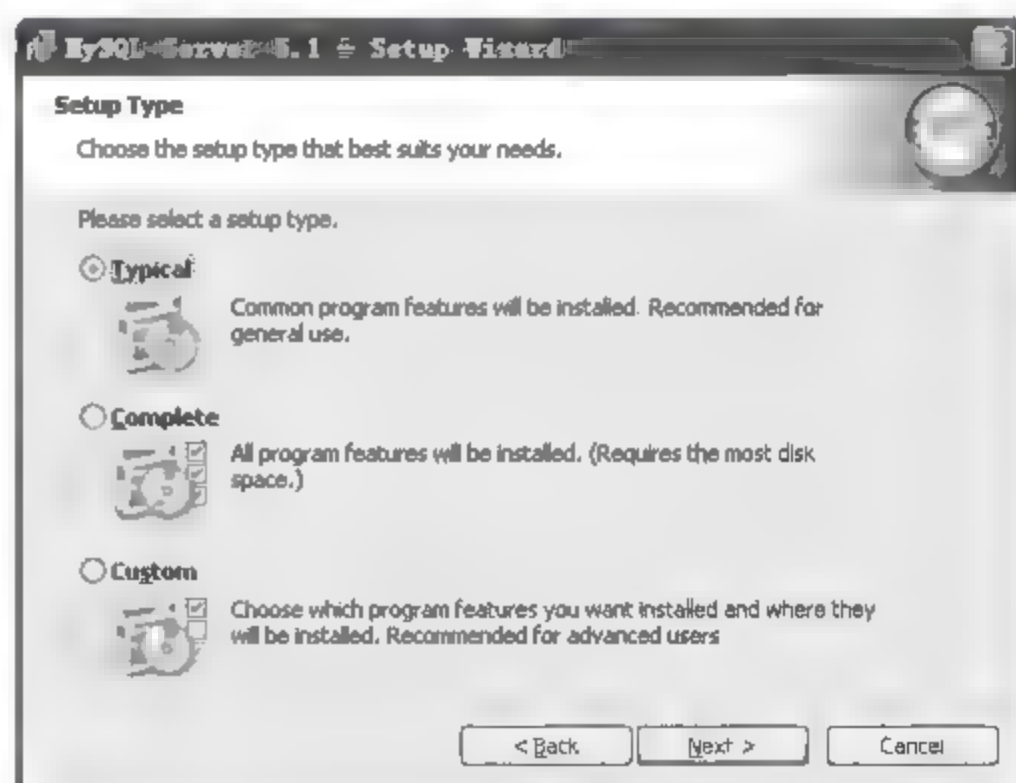 MySQL Server 5.1 - Setup Wizard
Setup Type
Choose the setup type that best suits your needs.
Please select a setup type.
Typical
Common program features will be installed. Recommended for
general use.
Complete
All program features will be installed. (Requires the most disk
space.)
Custom
Choose which program features you want installed and where they
will be installed. Recommended for advanced users
< Back
Next >
Cancel